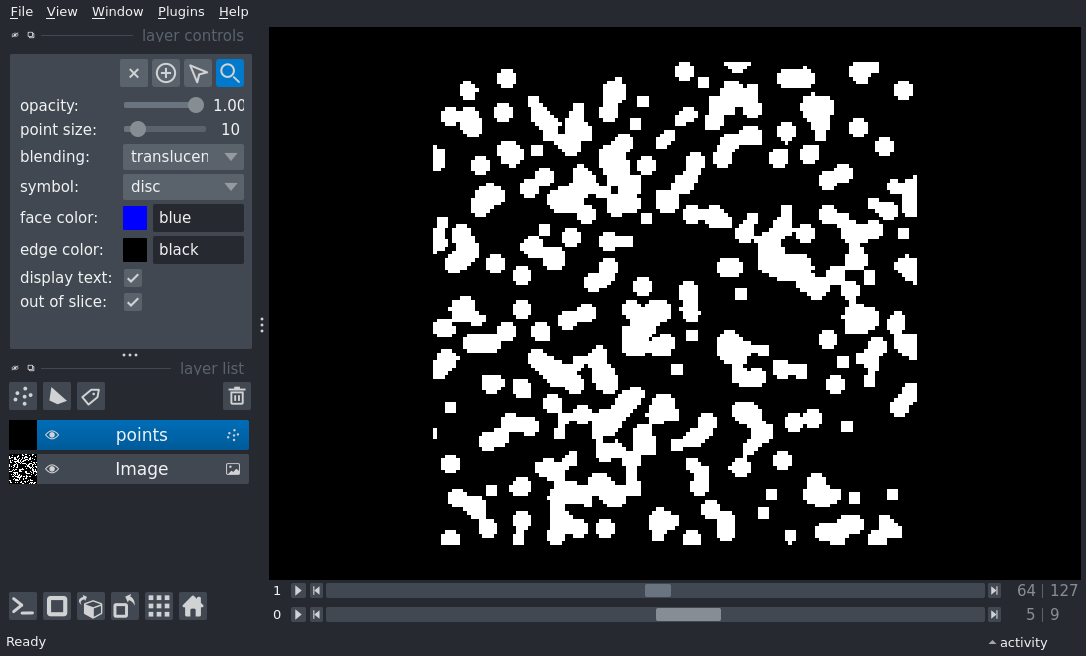 File View Window Plugins Help
layer controls
opacity: 1.00
point size: 10
blending: translucen
symbol: disc
face color: blue
edge color: black
display text:
out of slice:
layer list
points
Image
1 64 127
0 5 9
Ready activity